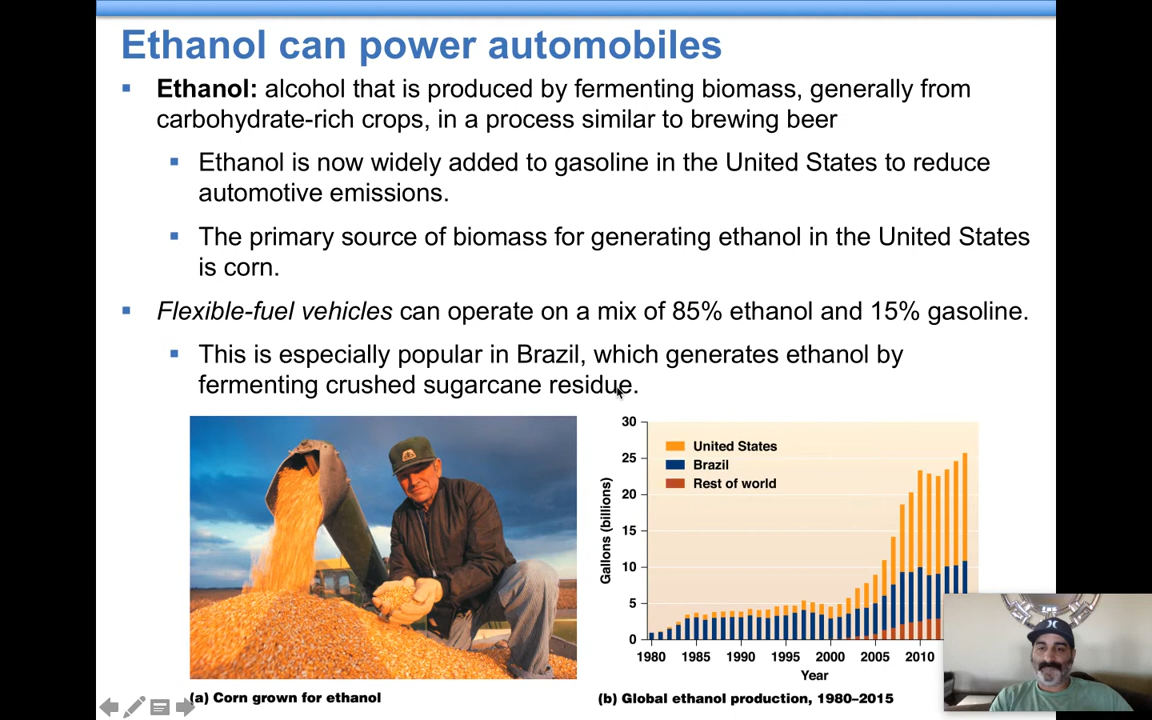 Ethanol can power automobiles
Ethanol: alcohol that is produced by fermenting biomass, generally from
carbohydrate-rich crops, in a process similar to brewing beer
Ethanol is now widely added to gasoline in the United States to reduce
automotive emissions.
The primary source of biomass for generating ethanol in the United States
is corn.
Flexible-fuel vehicles can operate on a mix of 85% ethanol and 15% gasoline.
This is especially popular in Brazil, which generates ethanol by
fermenting crushed sugarcane residue.
(a) Corn grown for ethanol
30
25
20
15
10
5
0
Gallons (billions)
United States
Brazil
Rest of world
1980 1985 1990 1995 2000 2005 2010
Year
(b) Global ethanol production, 1980–2015